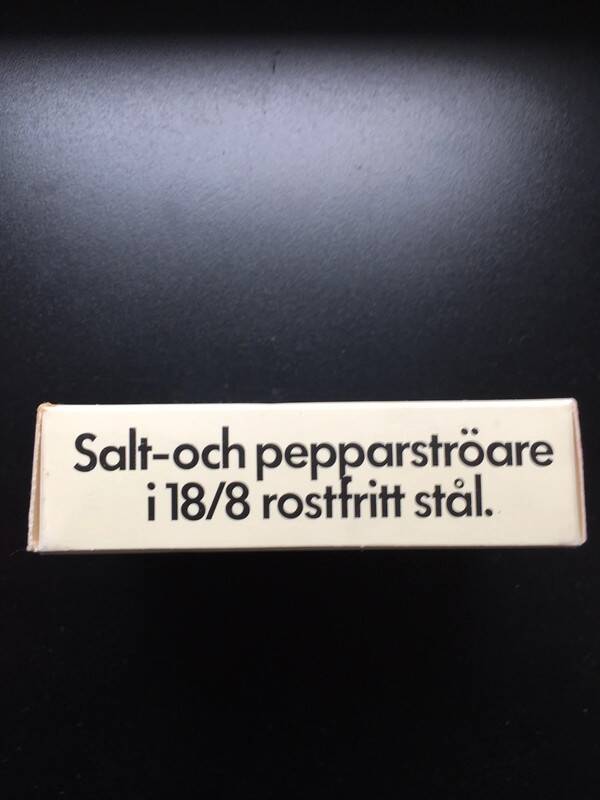 Salt-och pepparströare
i 18/8 rostfritt stål.